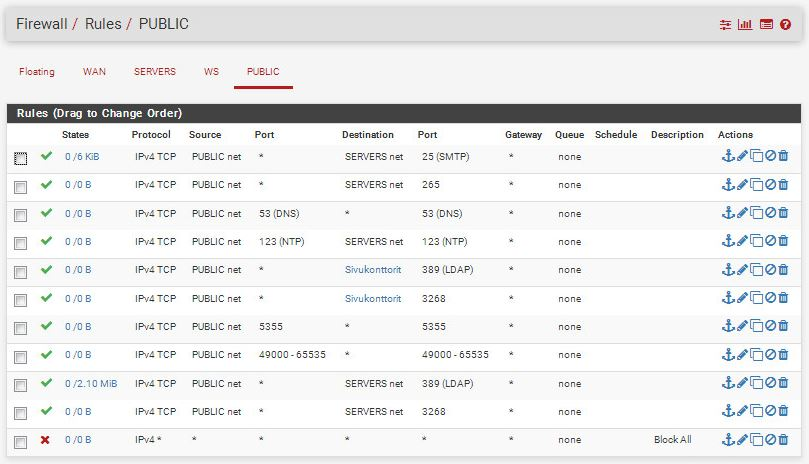 Firewall / Rules / PUBLIC
Floating WAN SERVERS WS PUBLIC
Rules (Drag to Change Order)
States Protocol Source Port Destination Port Gateway Queue Schedule Description Actions
0 /6 KiB IPv4 TCP PUBLIC net * SERVERS net 25 (SMTP) * none
0 /0 B IPv4 TCP PUBLIC net * SERVERS net 265 * none
0 /0 B IPv4 TCP PUBLIC net 53 (DNS) * 53 (DNS) * none
0 /0 B IPv4 TCP PUBLIC net 123 (NTP) SERVERS net 123 (NTP) * none
0 /0 B IPv4 TCP PUBLIC net * Sivukonttorit 389 (LDAP) * none
0 /0 B IPv4 TCP PUBLIC net * Sivukonttorit 3268 * none
0 /0 B IPv4 TCP PUBLIC net 5355 * 5355 * none
0 /0 B IPv4 TCP PUBLIC net 49000 - 65535 * 49000 - 65535 * none
0 /2.10 MiB IPv4 TCP PUBLIC net * SERVERS net 389 (LDAP) * none
0 /0 B IPv4 TCP PUBLIC net * SERVERS net 3268 * none
0 /0 B IPv4 * * * * * * none Block All